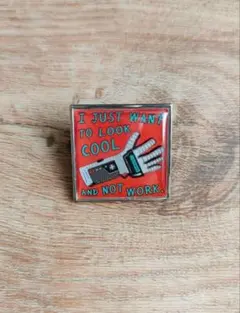 I JUST WANT
TO LOOK
COOL
AND NOT WORK.